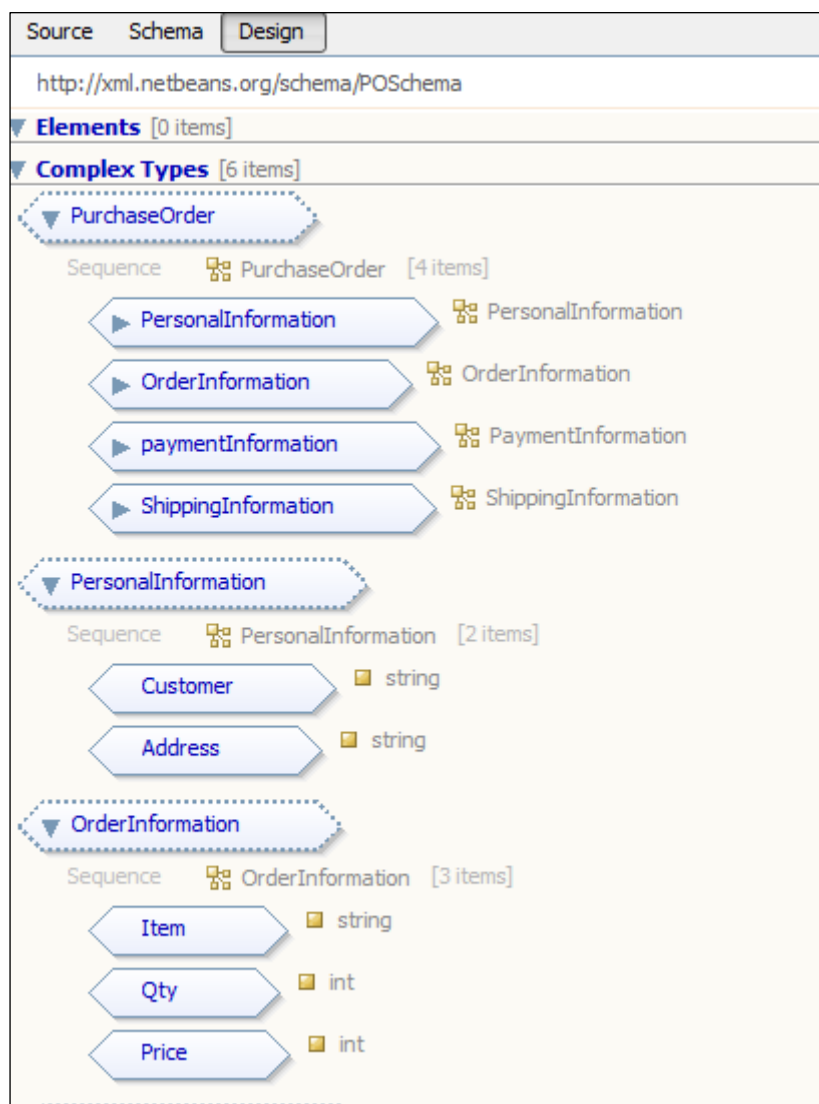 Source Schema Design
http://xml.netbeans.org/schema/POSchema
Elements [0 items]
Complex Types [6 items]
PurchaseOrder
Sequence PurchaseOrder [4 items]
PersonalInformation PersonalInformation
OrderInformation OrderInformation
paymentInformation PaymentInformation
ShippingInformation ShippingInformation
PersonalInformation
Sequence PersonalInformation [2 items]
Customer string
Address string
OrderInformation
Sequence OrderInformation [3 items]
Item string
Qty int
Price int